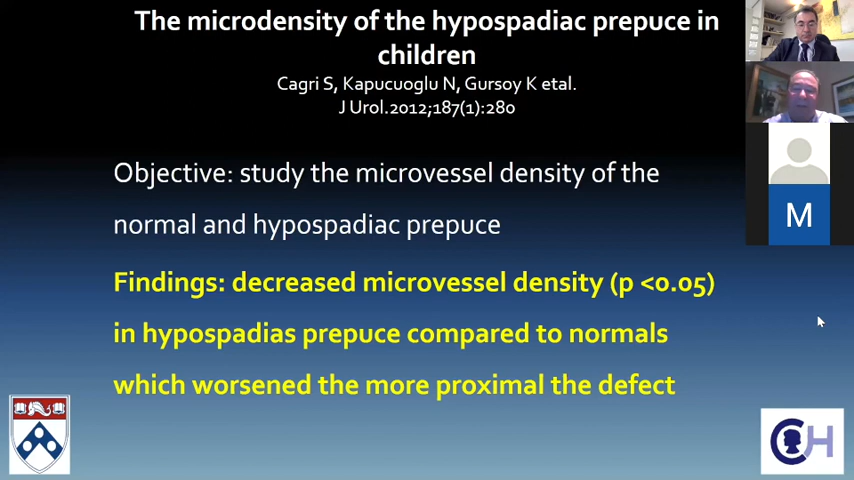 The microdensity of the hypospadiac prepuce in
children
Cagri S, Kapucuoglu N, Gursoy K etal.
J Urol.2012;187(1):280
Objective: study the microvessel density of the
normal and hypospadiac prepuce
Findings: decreased microvessel density (p <0.05)
in hypospadias prepuce compared to normals
which worsened the more proximal the defect
M
CH